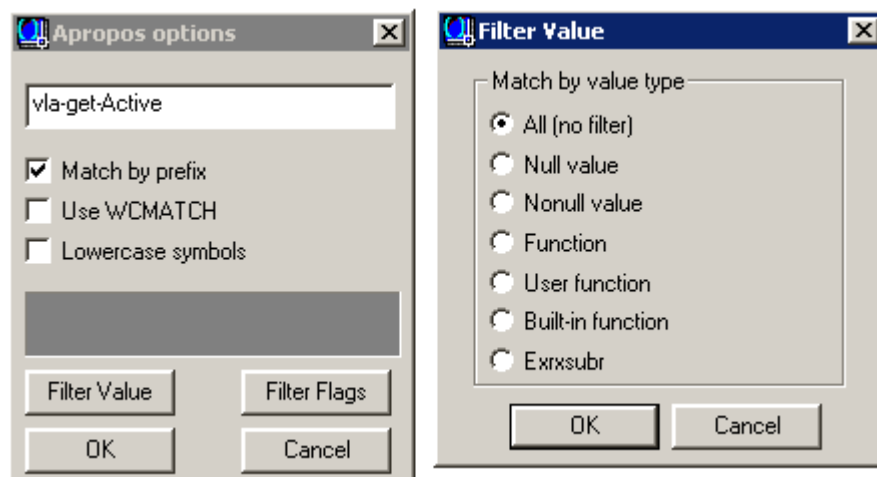 Apropos options
vla-get-Active
Match by prefix
Use WCMATCH
Lowercase symbols
Filter Value
Filter Flags
OK
Cancel
Filter Value
Match by value type
All (no filter)
Null value
Nonull value
Function
User function
Built-in function
Exrxsubr
OK
Cancel